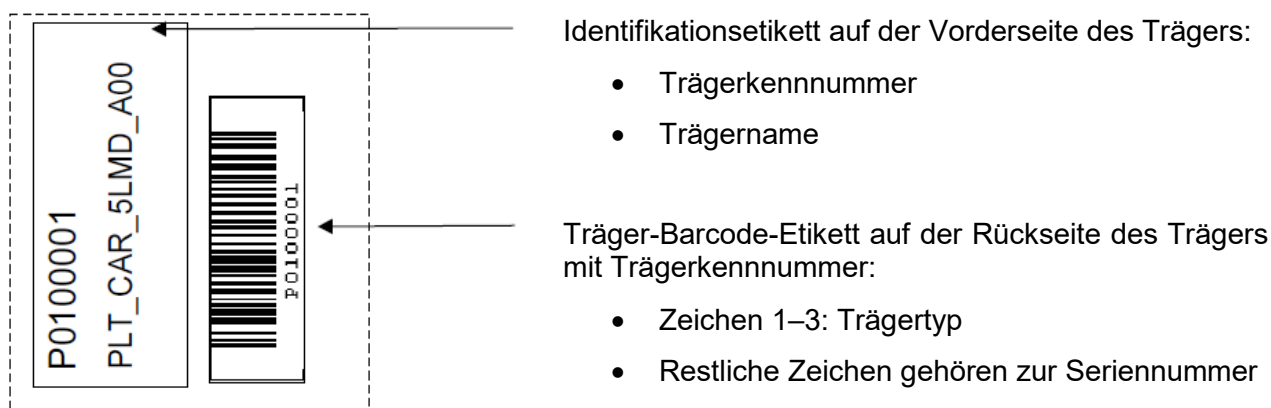 P0100001
PLT_CAR_5LMD_A00
P0100001
Identifikationsetikett auf der Vorderseite des Trägers:
• Trägerkennnummer
• Trägername
Träger-Barcode-Etikett auf der Rückseite des Trägers
mit Trägerkennnummer:
• Zeichen 1–3: Trägertyp
• Restliche Zeichen gehören zur Seriennummer